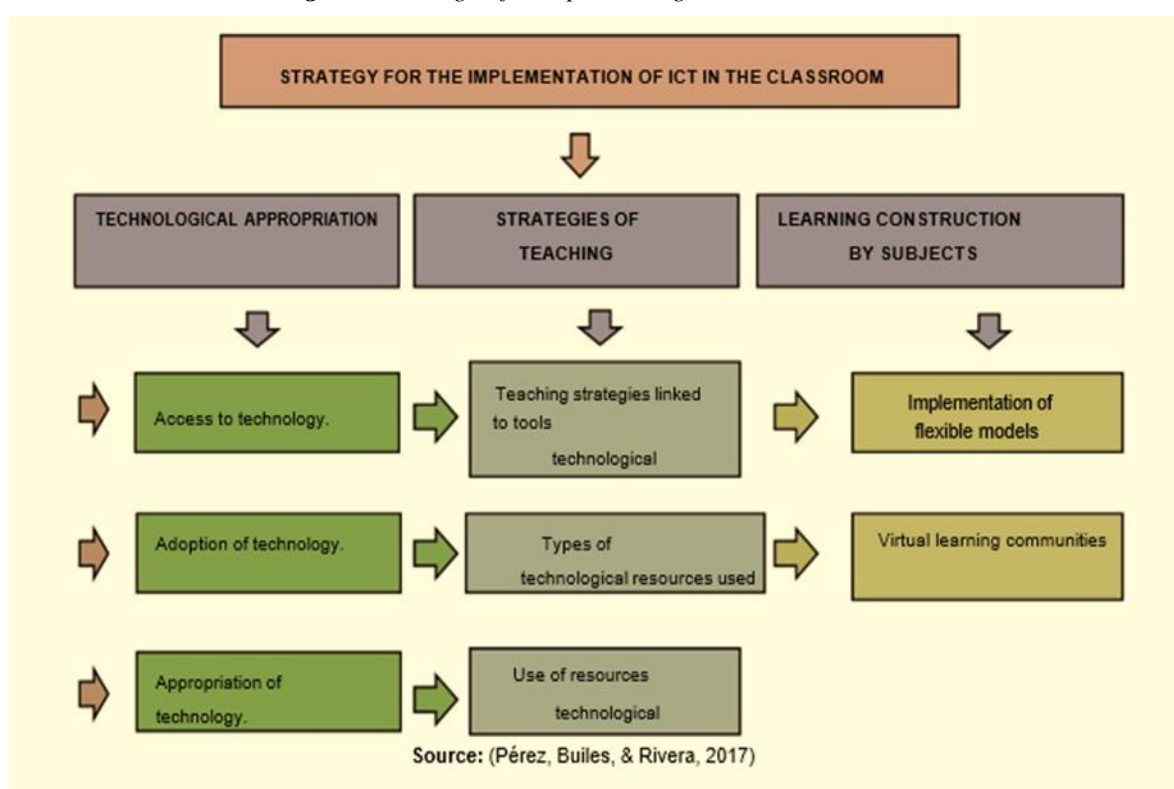 STRATEGY FOR THE IMPLEMENTATION OF ICT IN THE CLASSROOM
TECHNOLOGICAL APPROPRIATION
STRATEGIES OF
TEACHING
LEARNING CONSTRUCTION
BY SUBJECTS
Access to technology.
Teaching strategies linked
to tools
technological
Implementation of
flexible models
Adoption of technology.
Types of
technological resources used
Virtual learning communities
Appropriation of
technology.
Use of resources
technological
Source: (Pérez, Builes, & Rivera, 2017)